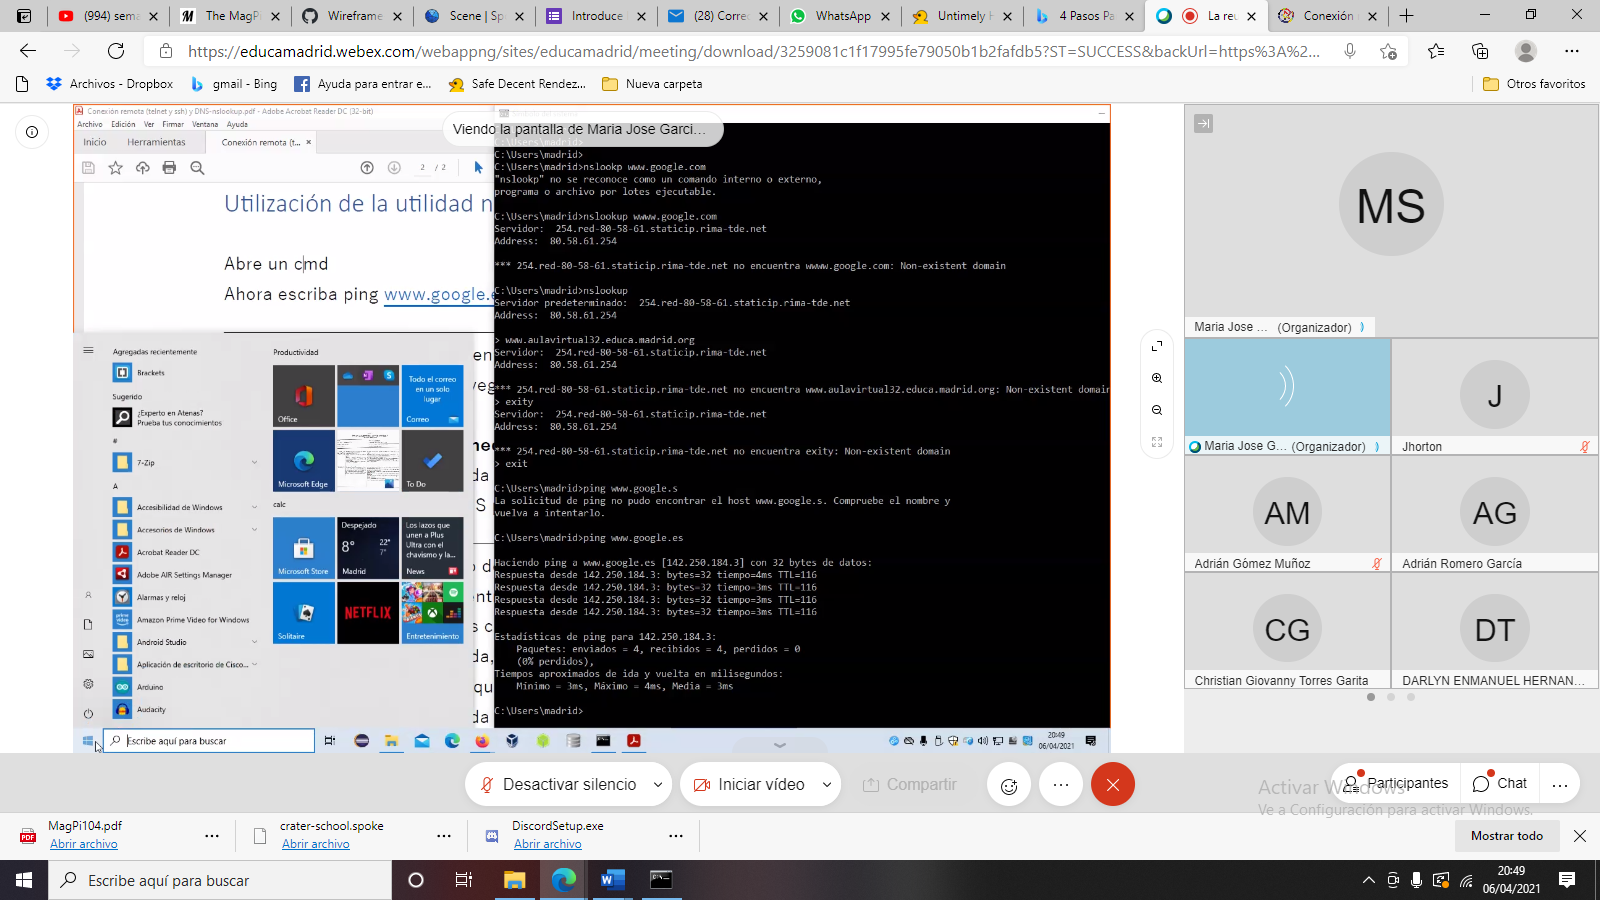 (994) sem
The MagP
Wirefram
Scene | Sp
Introduce
(28) Corre
WhatsApp
Untimely H
4 Pasos Pa
La reu
Conexión
https://educamadrid.webex.com/webappng/sites/educamadrid/meeting/download/3259081c1f17995fe79050b1b2fafdb5?ST=SUCCESS&backUrl=https%3A%2...
Archivos - Dropbox
gmail - Bing
Ayuda para entrar e...
Safe Decent Rendez...
Nueva carpeta
Otros favoritos
Conexión remota (telnet y ssh) y DNS-nslookup.pdf - Adobe Acrobat Reader DC (32-bit)
Archivo Edición Ver Firmar Ventana Ayuda
Inicio
Herramientas
Conexión remota (t...
2 / 2
Viendo la pantalla de Maria Jose Garcí...
Utilización de la utilidad n
Abre un cmd
Ahora escriba ping www.google.e
C:\Users\madrid>
C:\Users\madrid>
C:\Users\madrid>nslookp www.google.com
"nslookp" no se reconoce como un comando interno o externo,
programa o archivo por lotes ejecutable.
C:\Users\madrid>nslookup wwww.google.com
Servidor: 254.red-80-58-61.staticip.rima-tde.net
Address: 80.58.61.254
*** 254.red-80-58-61.staticip.rima-tde.net no encuentra wwww.google.com: Non-existent domain
C:\Users\madrid>nslookup
Servidor predeterminado: 254.red-80-58-61.staticip.rima-tde.net
Address: 80.58.61.254
> www.aulavirtual32.educa.madrid.org
Servidor: 254.red-80-58-61.staticip.rima-tde.net
Address: 80.58.61.254
*** 254.red-80-58-61.staticip.rima-tde.net no encuentra www.aulavirtual32.educa.madrid.org: Non-existent domain
> exity
Servidor: 254.red-80-58-61.staticip.rima-tde.net
Address: 80.58.61.254
*** 254.red-80-58-61.staticip.rima-tde.net no encuentra exity: Non-existent domain
> exit
C:\Users\madrid>ping www.google.s
La solicitud de ping no pudo encontrar el host www.google.s. Compruebe el nombre y
vuelva a intentarlo.
C:\Users\madrid>ping www.google.es
Haciendo ping a www.google.es [142.250.184.3] con 32 bytes de datos:
Respuesta desde 142.250.184.3: bytes=32 tiempo=4ms TTL=116
Respuesta desde 142.250.184.3: bytes=32 tiempo=3ms TTL=116
Respuesta desde 142.250.184.3: bytes=32 tiempo=3ms TTL=116
Respuesta desde 142.250.184.3: bytes=32 tiempo=3ms TTL=116
Estadísticas de ping para 142.250.184.3:
Paquetes: enviados = 4, recibidos = 4, perdidos = 0
(0% perdidos),
Tiempos aproximados de ida y vuelta en milisegundos:
Mínimo = 3ms, Máximo = 4ms, Media = 3ms
C:\Users\madrid>
Agregadas recientemente
Brackets
Sugerido
¿Experto en Atenas?
Prueba tus conocimientos
#
7-Zip
A
Accesibilidad de Windows
Accesorios de Windows
Acrobat Reader DC
Adobe AIR Settings Manager
Alarmas y reloj
Amazon Prime Video for Windows
Android Studio
Aplicación de escritorio de Cisco...
Arduino
Audacity
Productividad
Office
Todo el correo
en un solo
lugar
Correo
Microsoft Edge
To Do
calc
Microsoft Store
Despejado
8° 22°
7°
Madrid
Los lazos que
unen a Plus
Ultra con el
chavismo y la...
News
Solitaire
NETFLIX
Entretenimiento
Escribe aquí para buscar
20:49
06/04/2021
MS
Maria Jose ... (Organizador)
Maria Jose G... (Organizador)
J
Jhorton
AM
Adrián Gómez Muñoz
AG
Adrián Romero García
CG
Christian Giovanny Torres Garita
DT
DARLYN ENMANUEL HERNAN...
Desactivar silencio
Iniciar vídeo
Compartir
Participantes
Chat
Activar Windows
Ve a Configuración para activar Windows.
MagPi104.pdf
Abrir archivo
crater-school.spoke
Abrir archivo
DiscordSetup.exe
Abrir archivo
Mostrar todo
Escribe aquí para buscar
20:49
06/04/2021